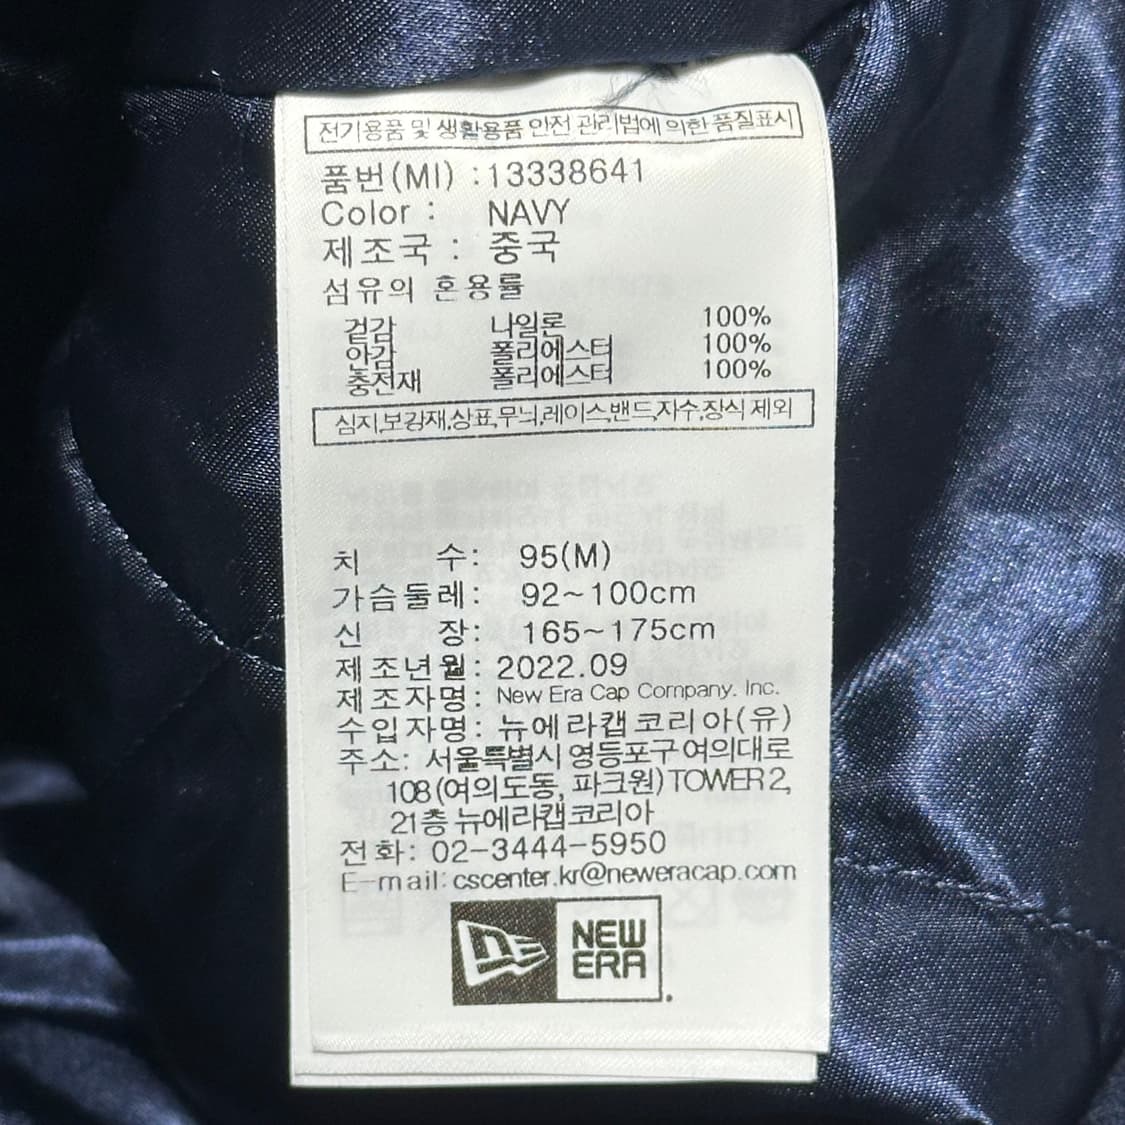 전기용품 및 생활용품 안전 관리법에 의한 품질표시
품번(MI) :13338641
Color : NAVY
제조국 : 중국
섬유의 혼용률
겉감 나일론 100%
안감 폴리에스터 100%
충전재 폴리에스터 100%
심지,보강재,상표,무늬,레이스,밴드,자수,장식 제외
치 수: 95(M)
가슴둘레: 92~100cm
신 장: 165~175cm
제조년월: 2022.09
제조자명: New Era Cap Company. Inc.
수입자명: 뉴에라캡코리아(유)
주소: 서울특별시 영등포구 여의대로
108 (여의도동, 파크원) TOWER 2,
21층 뉴에라캡코리아
전화: 02-3444-5950
E-mail: cscenter.kr@neweracap.com
NEW
ERA